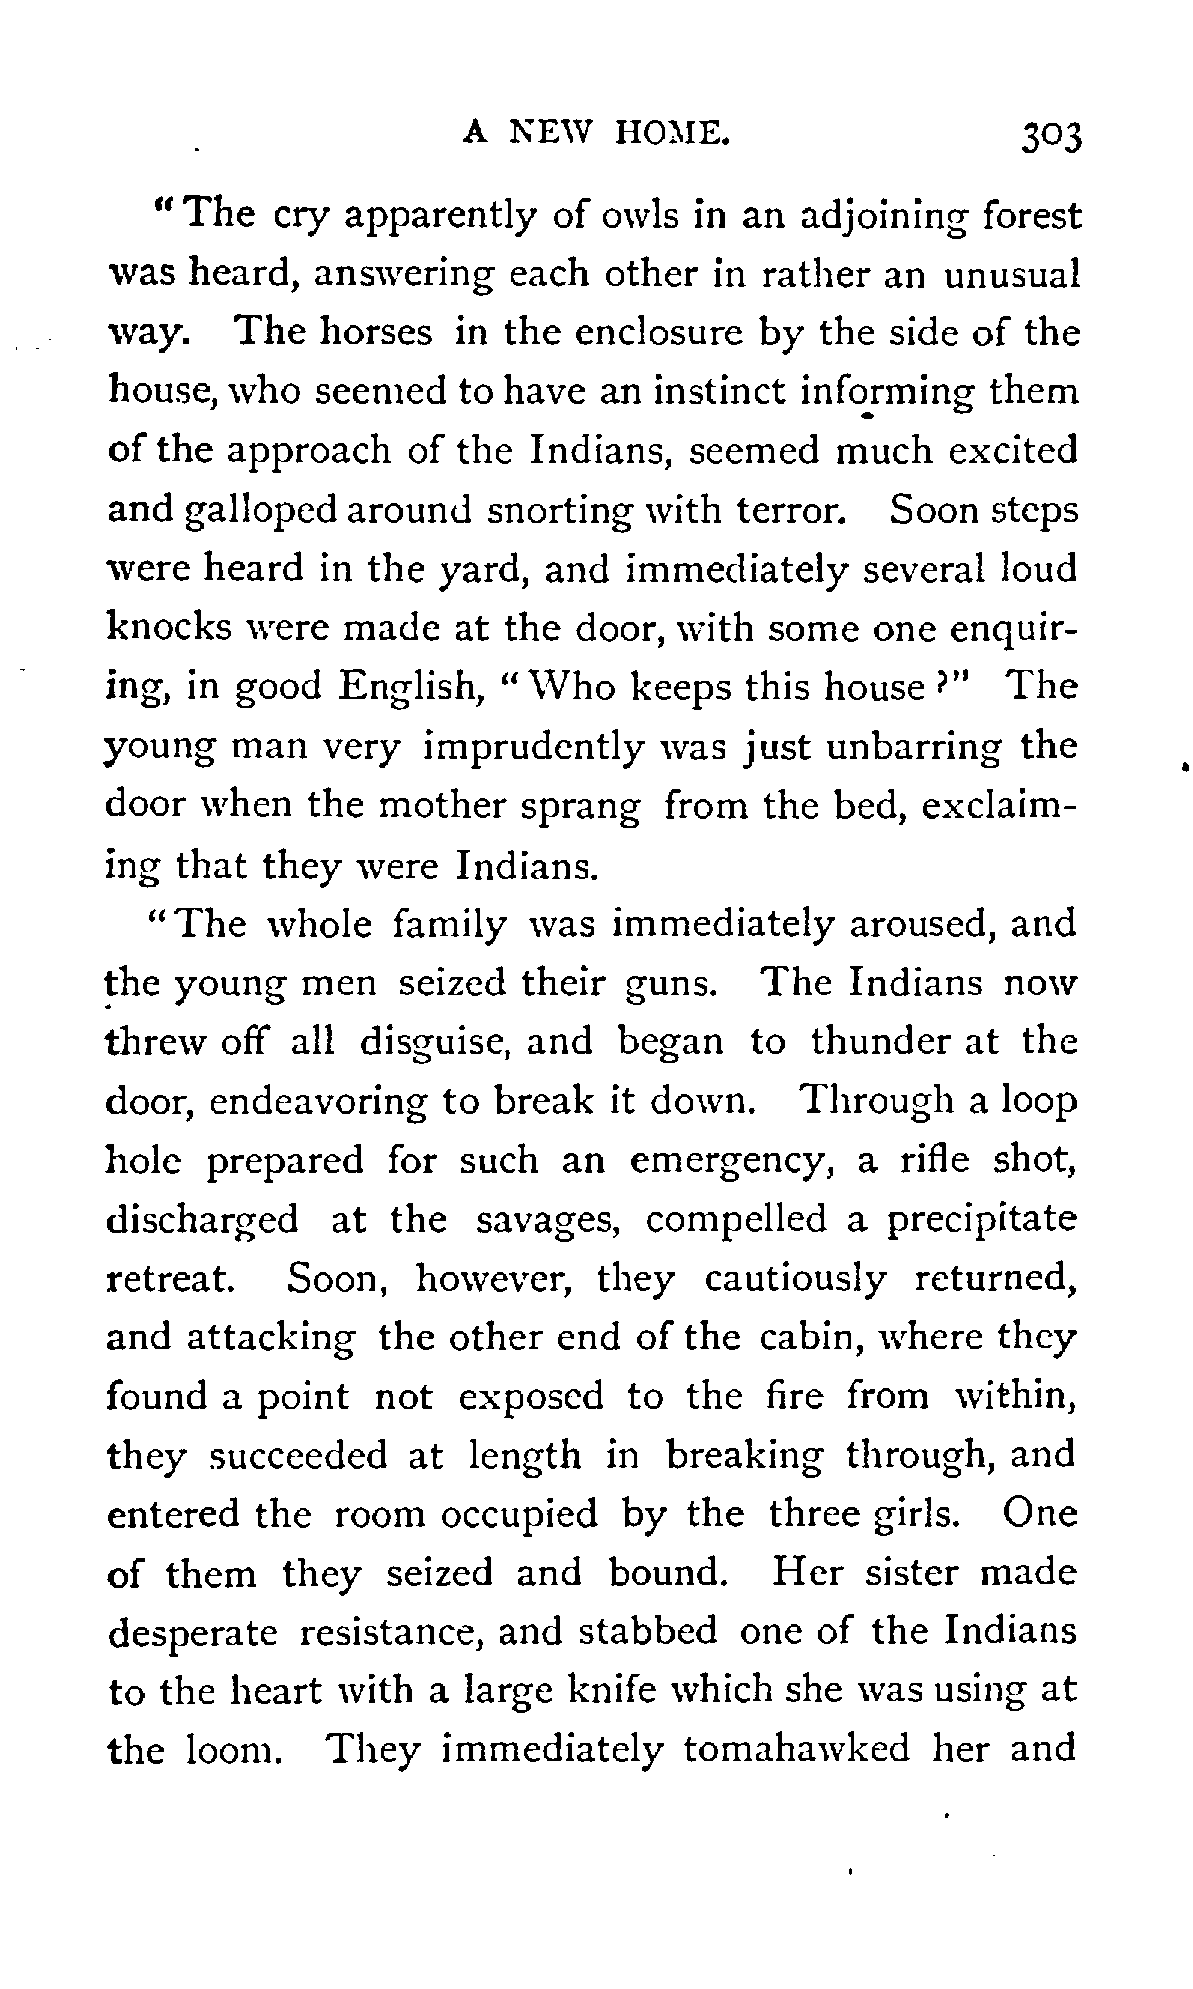 A NEW HOME. 303
“The cry apparently of owls in an adjoining forest
was heard, answering each other in rather an unusual
way. The horses in the enclosure by the side of the
house, who seemed to have an instinct informing them
of the approach of the Indians, seemed much excited
and galloped around snorting with terror. Soon steps
were heard in the yard, and immediately several loud
knocks were made at the door, with some one enquir-
ing, in good English, “Who keeps this house?” The
young man very imprudently was just unbarring the
door when the mother sprang from the bed, exclaim-
ing that they were Indians.
“The whole family was immediately aroused, and
the young men seized their guns. The Indians now
threw off all disguise, and began to thunder at the
door, endeavoring to break it down. Through a loop
hole prepared for such an emergency, a rifle shot,
discharged at the savages, compelled a precipitate
retreat. Soon, however, they cautiously returned,
and attacking the other end of the cabin, where they
found a point not exposed to the fire from within,
they succeeded at length in breaking through, and
entered the room occupied by the three girls. One
of them they seized and bound. Her sister made
desperate resistance, and stabbed one of the Indians
to the heart with a large knife which she was using at
the loom. They immediately tomahawked her and